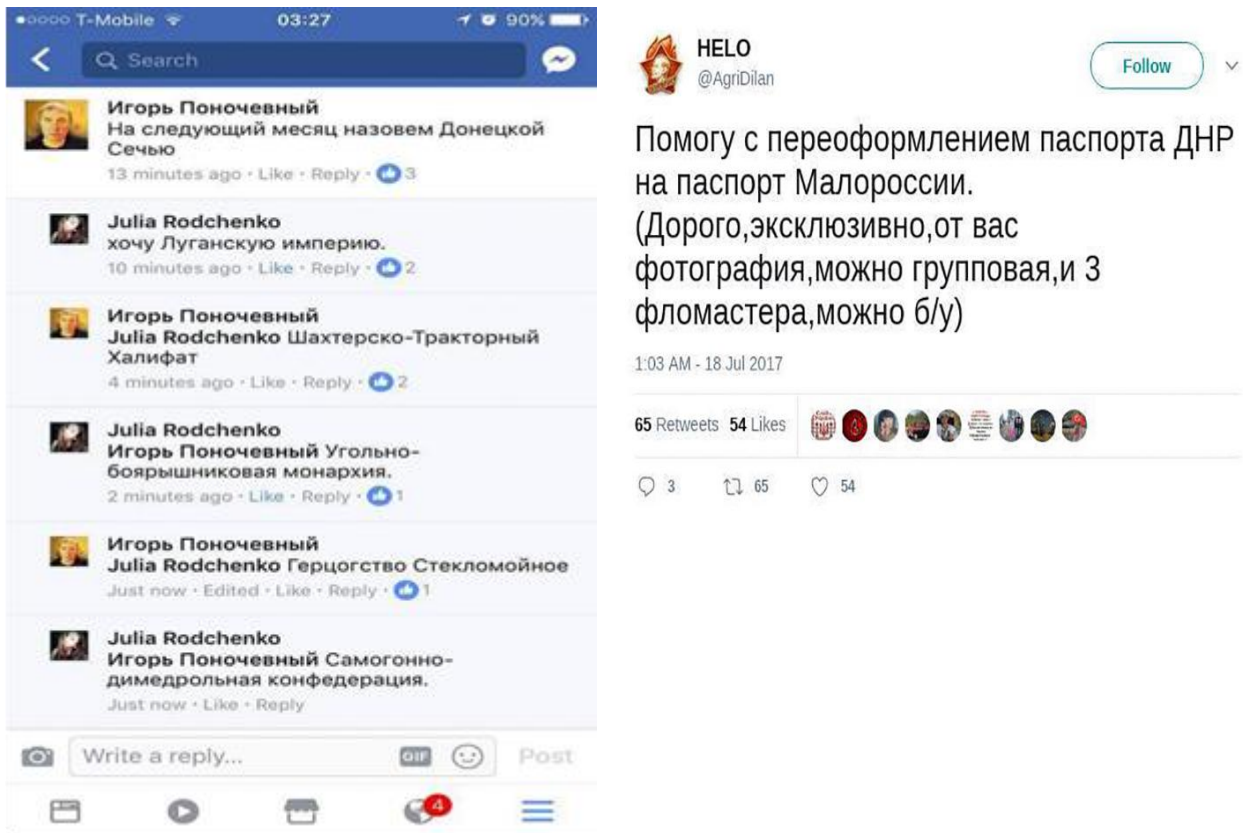 T-Mobile 03:27 90%
Search
Игорь Поночевный
На следующий месяц назовем Донецкой
Сечью
13 minutes ago · Like · Reply · 3
Julia Rodchenko
хочу Луганскую империю.
10 minutes ago · Like · Reply · 2
Игорь Поночевный
Julia Rodchenko Шахтерско-Тракторный
Халифат
4 minutes ago · Like · Reply · 2
Julia Rodchenko
Игорь Поночевный Угольно-
боярышниковая монархия.
2 minutes ago · Like · Reply · 1
Игорь Поночевный
Julia Rodchenko Герцогство Стекломойное
Just now · Edited · Like · Reply · 1
Julia Rodchenko
Игорь Поночевный Самогонно-
димедрольная конфедерация.
Just now · Like · Reply
Write a reply... GIF Post
4
HELO
@AgriDilan
Follow
Помогу с переоформлением паспорта ДНР
на паспорт Малороссии.
(Дорого,эксклюзивно,от вас
фотография,можно групповая,и 3
фломастера,можно б/у)
1:03 AM - 18 Jul 2017
65 Retweets 54 Likes
3 65 54